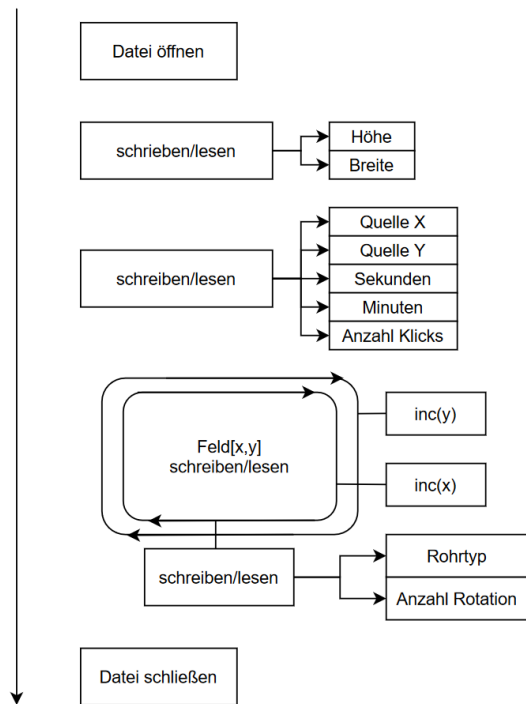 Datei öffnen
schrieben/lesen
Höhe
Breite
schreiben/lesen
Quelle X
Quelle Y
Sekunden
Minuten
Anzahl Klicks
Feld[x,y]
schreiben/lesen
inc(y)
inc(x)
schreiben/lesen
Rohrtyp
Anzahl Rotation
Datei schließen